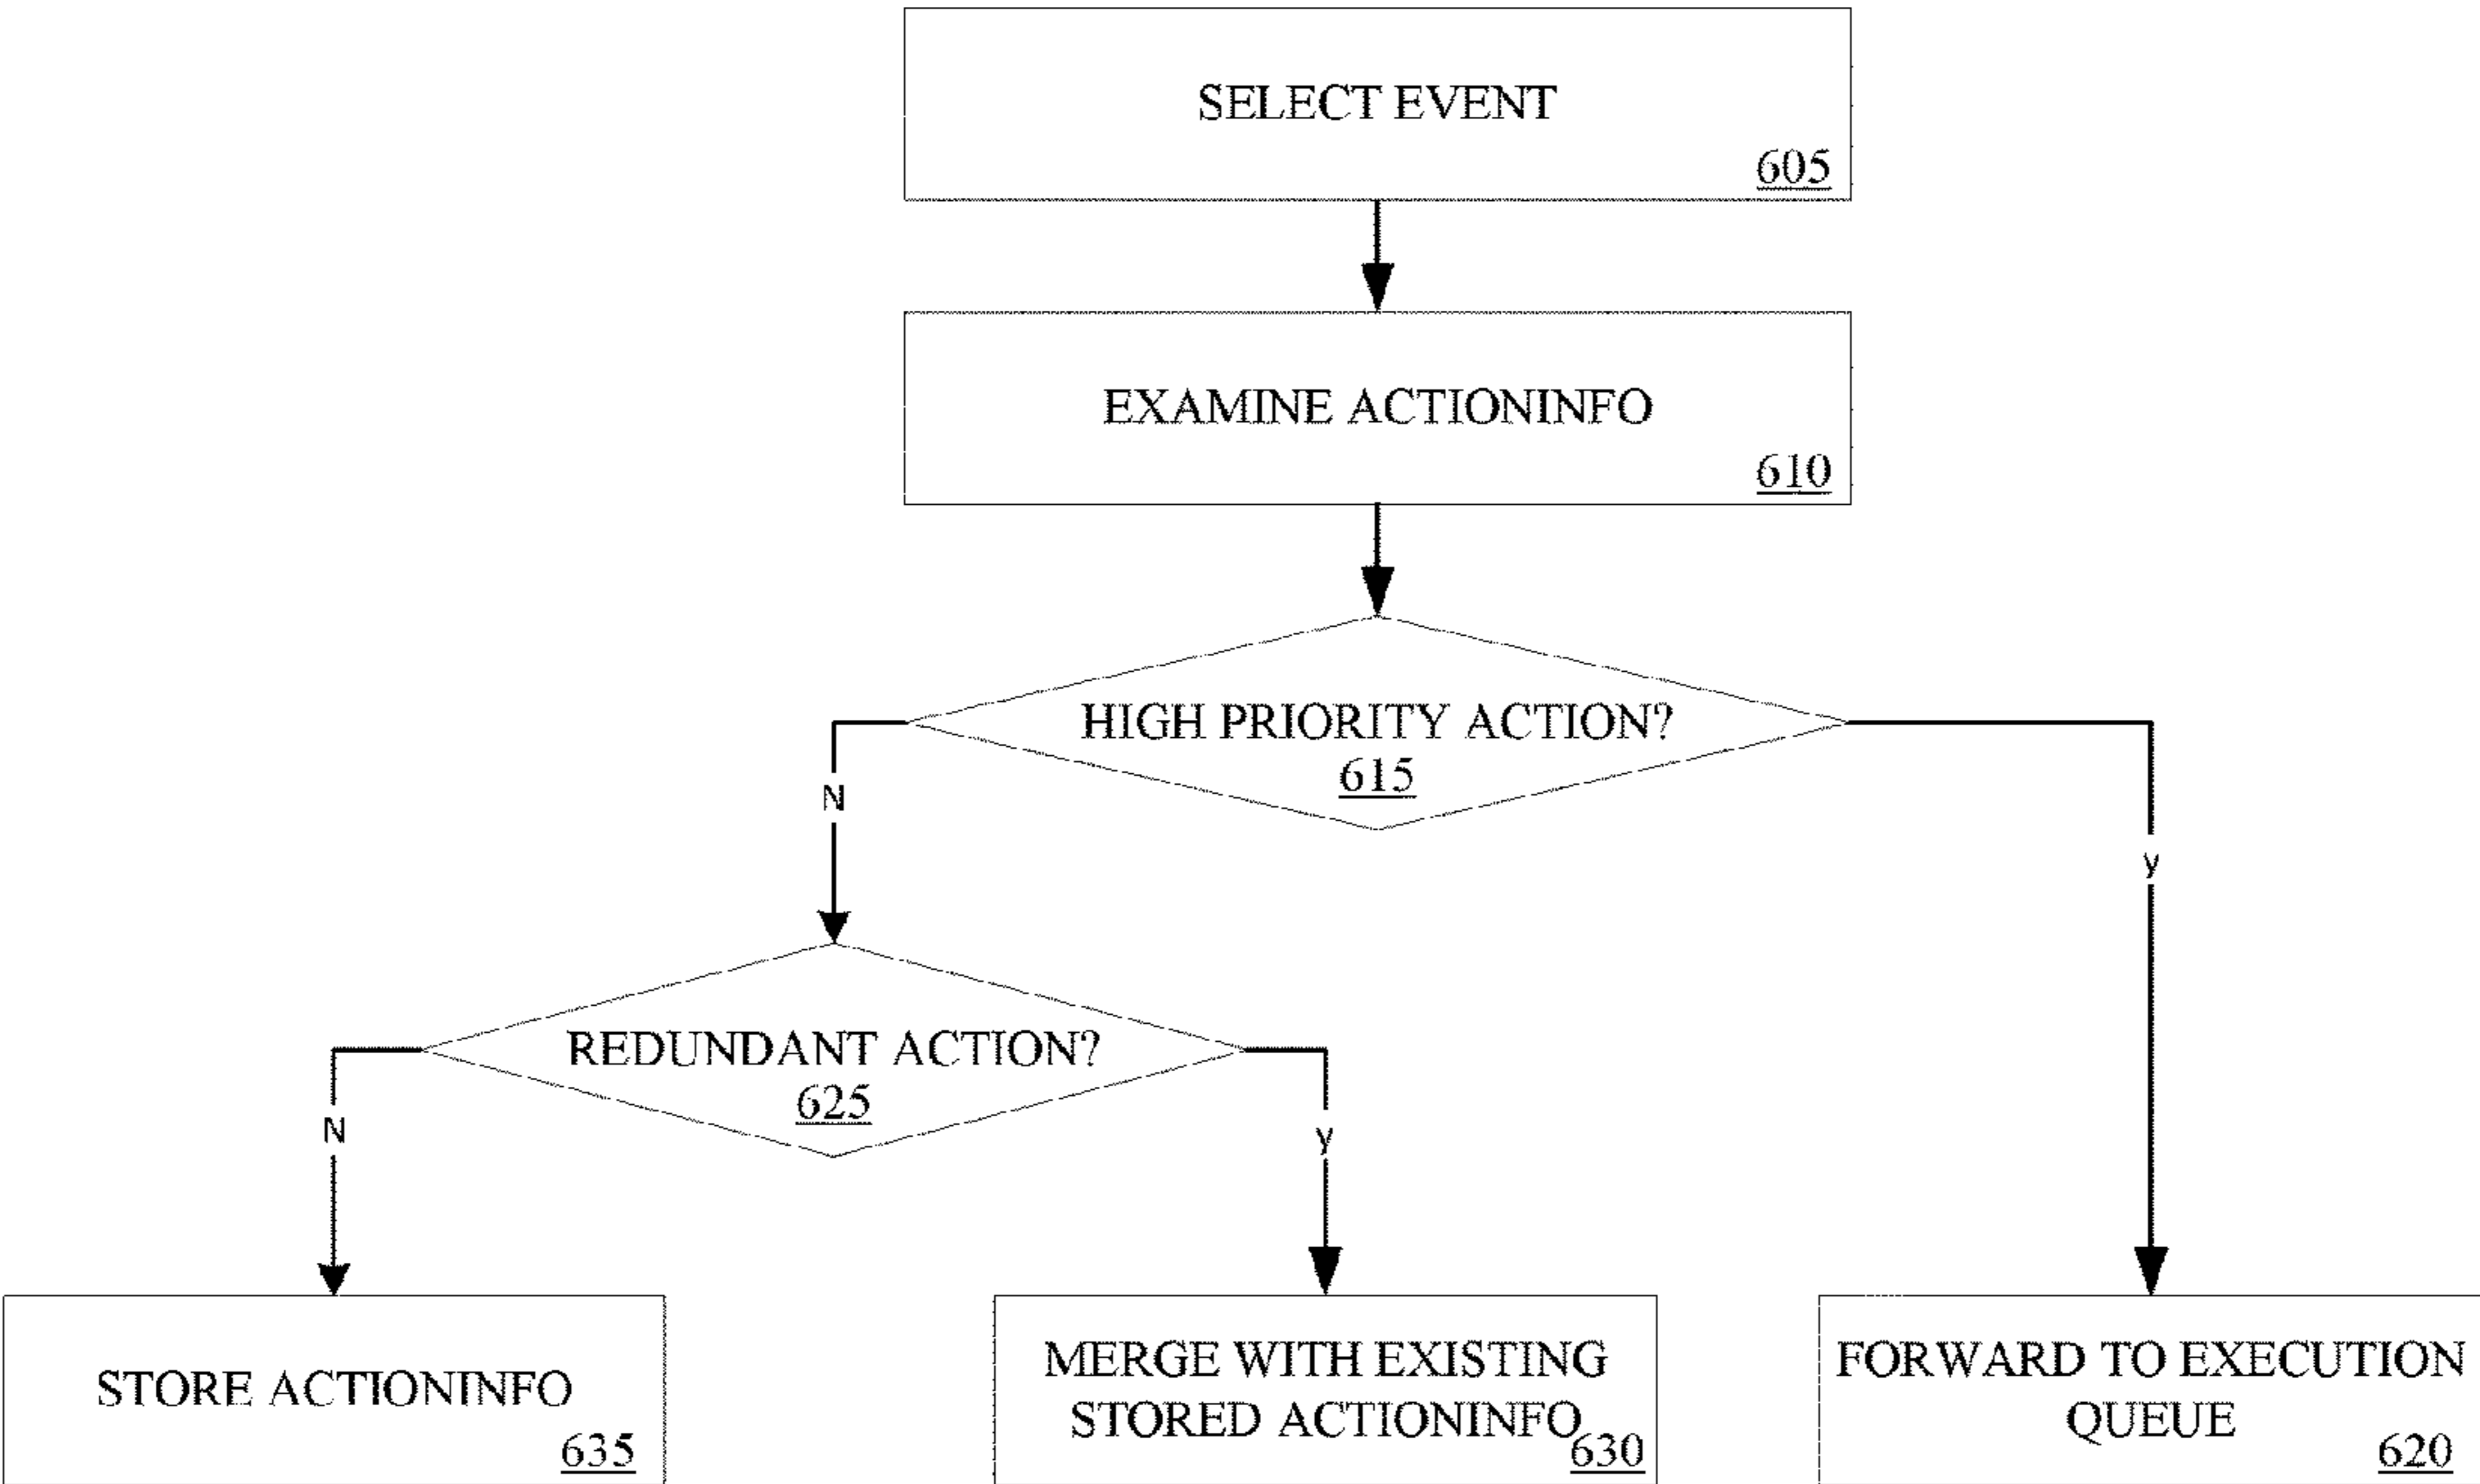 SELECT EVENT
605
EXAMINE ACTIONINFO
610
HIGH PRIORITY ACTION?
615
N
y
REDUNDANT ACTION?
625
N
y
STORE ACTIONINFO
635
MERGE WITH EXISTING
STORED ACTIONINFO
630
FORWARD TO EXECUTION
QUEUE
620